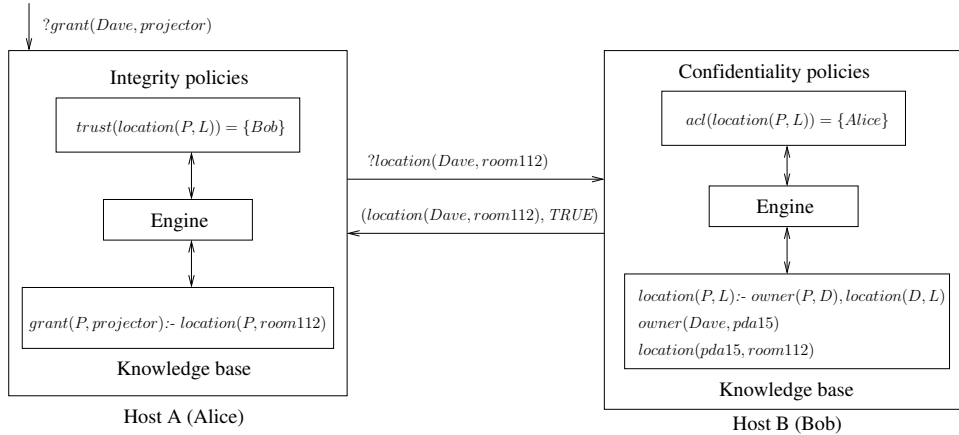 ?grant(Dave, projector)
Integrity policies
trust(location(P, L)) = {Bob}
Engine
grant(P, projector):- location(P, room112)
Knowledge base
Host A (Alice)
?location(Dave, room112)
(location(Dave, room112), TRUE)
Confidentiality policies
acl(location(P, L)) = {Alice}
Engine
location(P, L):- owner(P, D), location(D, L)
owner(Dave, pda15)
location(pda15, room112)
Knowledge base
Host B (Bob)